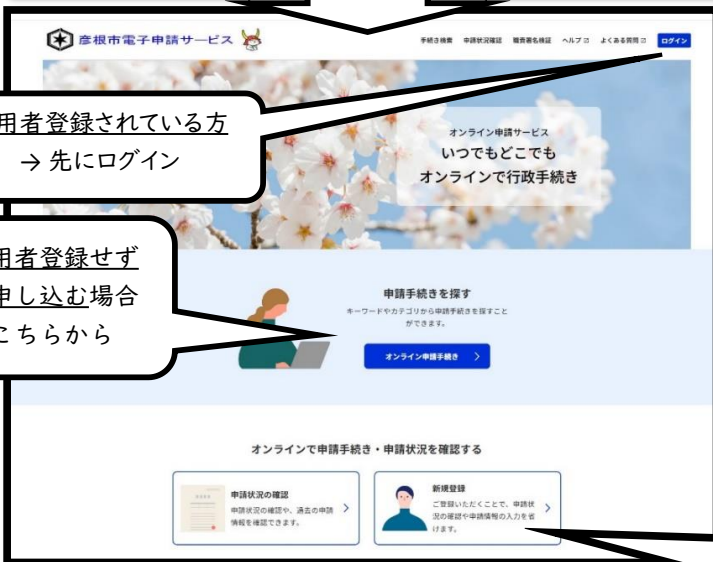 彦根市電子申請サービス
手続き検索 申請状況確認 職責署名検証 ヘルプ よくある質問 ログイン
用者登録されている方
→ 先にログイン
オンライン申請サービス
いつでもどこでも
オンラインで行政手続き
用者登録せず
申し込む場合
こちらから
申請手続きを探す
キーワードやカテゴリから申請手続きを探すこと
ができます。
オンライン申請手続き
オンラインで申請手続き・申請状況を確認する
申請状況の確認
申請状況の確認や、過去の申請
情報を確認できます。
新規登録
ご登録いただくことで、申請状
況の確認や申請情報の入力を省
けます。